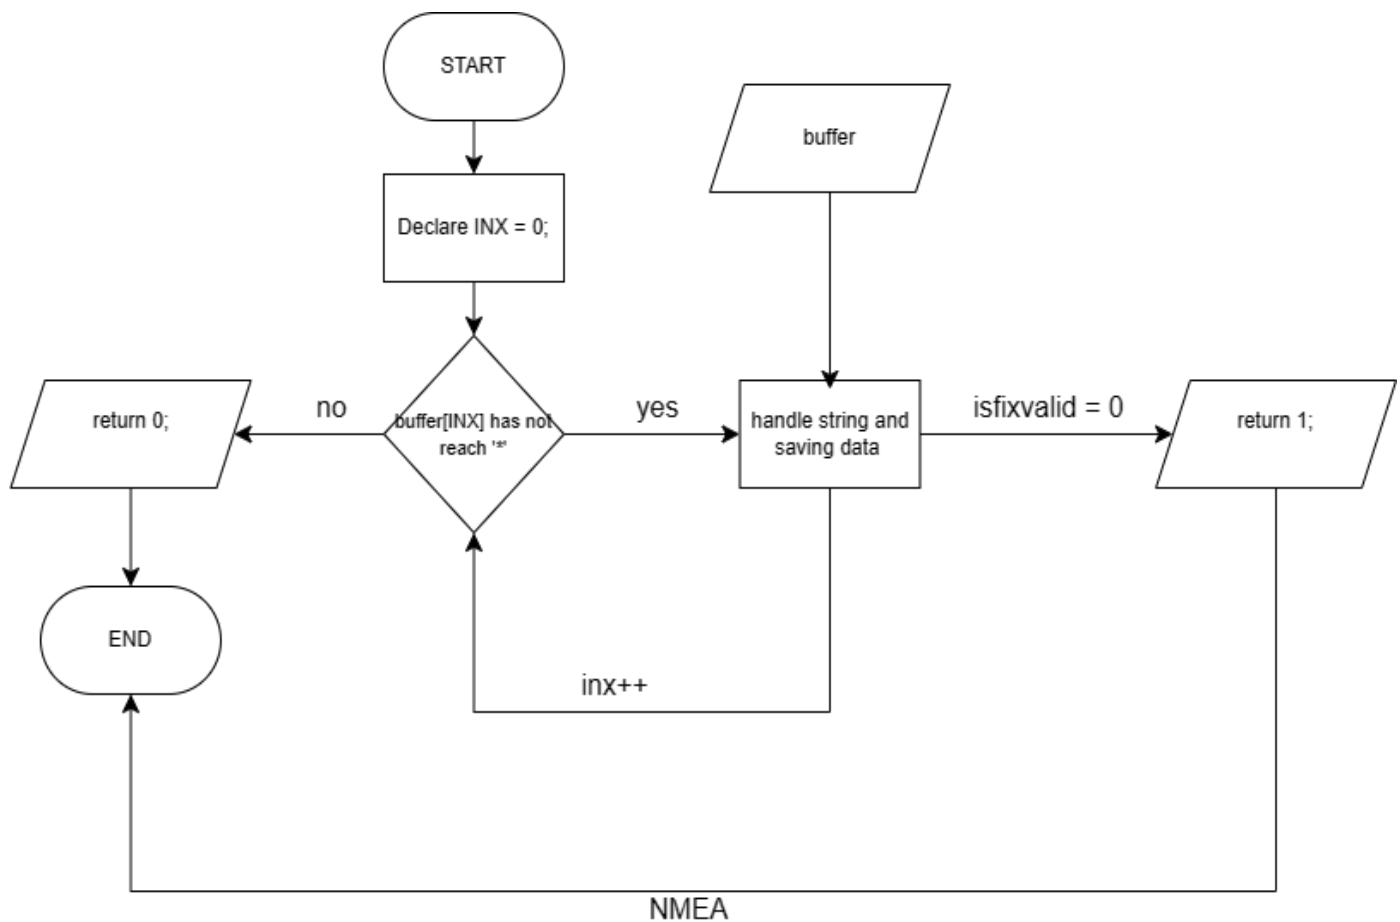 START
buffer
Declare INX = 0;
no
buffer[INX] has not
reach '*'
yes
handle string and
saving data
isfixvalid = 0
return 0;
return 1;
END
inx++
NMEA